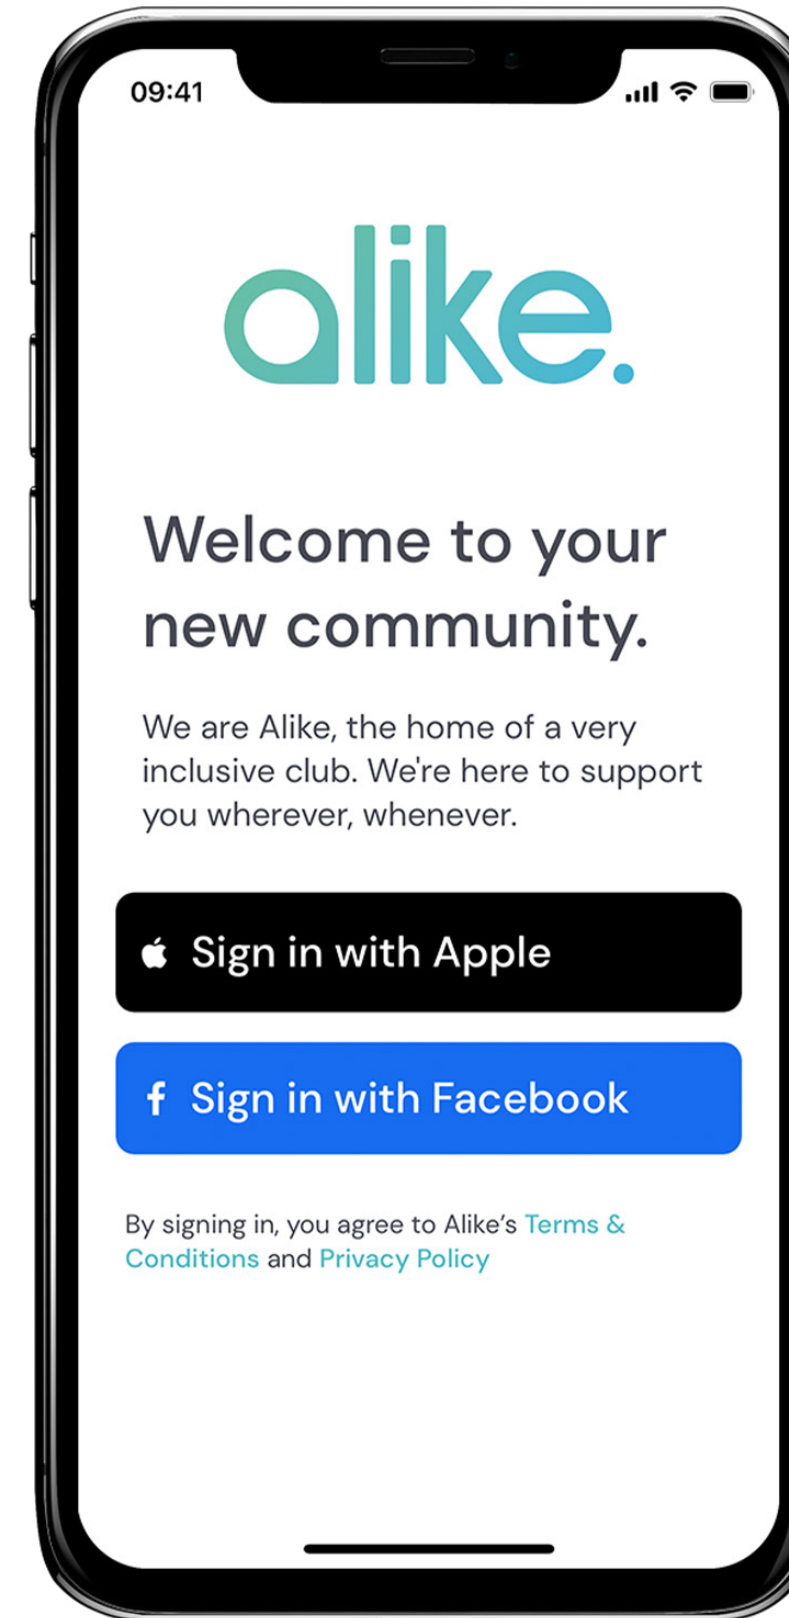 09:41
alike.
Welcome to your
new community.
We are Alike, the home of a very
inclusive club. We're here to support
you wherever, whenever.
Sign in with Apple
Sign in with Facebook
By signing in, you agree to Alike’s Terms &
Conditions and Privacy Policy